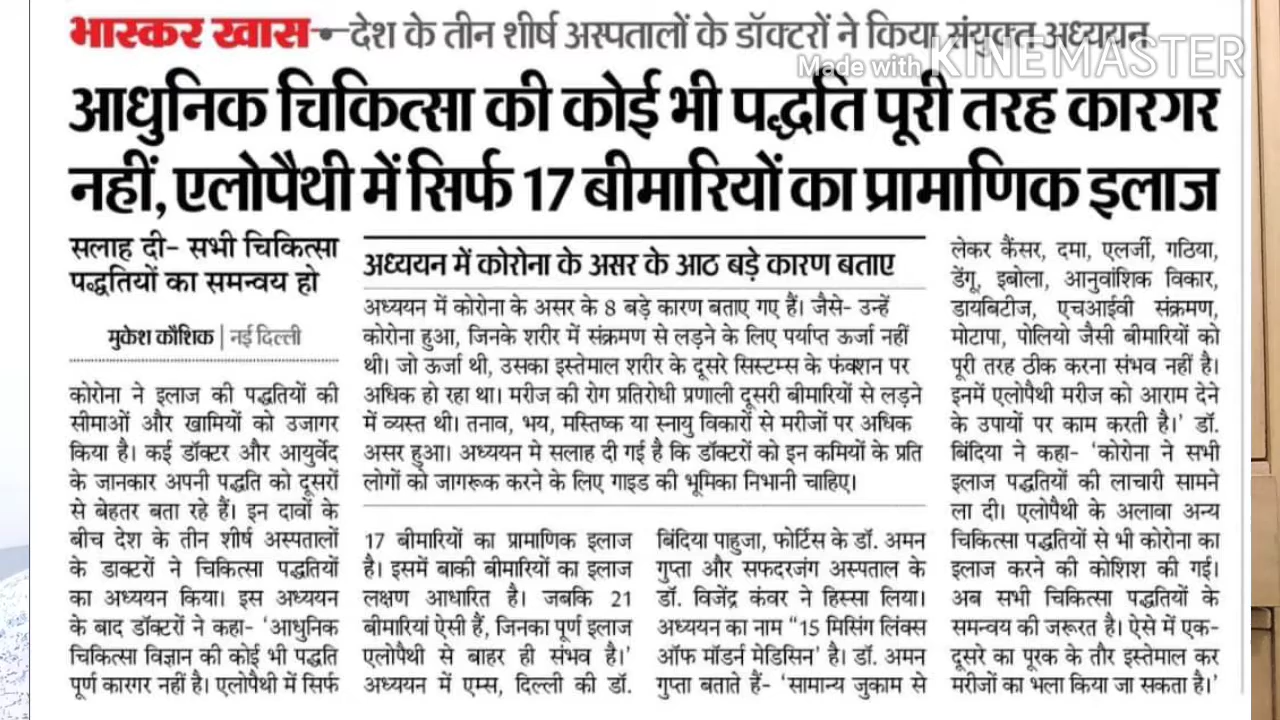 भास्कर खास देश के तीन शीर्ष अस्पतालों के डॉक्टरों ने किया संयुक्त अध्ययन
Made with KINEMASTER
आधुनिक चिकित्सा की कोई भी पद्धति पूरी तरह कारगर
नहीं, एलोपैथी में सिर्फ 17 बीमारियों का प्रामाणिक इलाज
सलाह दी- सभी चिकित्सा
पद्धतियों का समन्वय हो
मुकेश कौशिक | नई दिल्ली
कोरोना ने इलाज की पद्धतियों की
सीमाओं और खामियों को उजागर
किया है। कई डॉक्टर और आयुर्वेद
के जानकार अपनी पद्धति को दूसरों
से बेहतर बता रहे हैं। इन दावों के
बीच देश के तीन शीर्ष अस्पतालों
के डाक्टरों ने चिकित्सा पद्धतियों
का अध्ययन किया। इस अध्ययन
के बाद डॉक्टरों ने कहा- ‘आधुनिक
चिकित्सा विज्ञान की कोई भी पद्धति
पूर्ण कारगर नहीं है। एलोपैथी में सिर्फ
अध्ययन में कोरोना के असर के आठ बड़े कारण बताए
अध्ययन में कोरोना के असर के 8 बड़े कारण बताए गए हैं। जैसे- उन्हें
कोरोना हुआ, जिनके शरीर में संक्रमण से लड़ने के लिए पर्याप्त ऊर्जा नहीं
थी। जो ऊर्जा थी, उसका इस्तेमाल शरीर के दूसरे सिस्टम्स के फंक्शन पर
अधिक हो रहा था। मरीज की रोग प्रतिरोधी प्रणाली दूसरी बीमारियों से लड़ने
में व्यस्त थी। तनाव, भय, मस्तिष्क या स्नायु विकारों से मरीजों पर अधिक
असर हुआ। अध्ययन मे सलाह दी गई है कि डॉक्टरों को इन कमियों के प्रति
लोगों को जागरूक करने के लिए गाइड की भूमिका निभानी चाहिए।
17 बीमारियों का प्रामाणिक इलाज
है। इसमें बाकी बीमारियों का इलाज
लक्षण आधारित है। जबकि 21
बीमारियां ऐसी हैं, जिनका पूर्ण इलाज
एलोपैथी से बाहर ही संभव है।’
अध्ययन में एम्स, दिल्ली की डॉ.
बिंदिया पाहुजा, फोर्टिस के डॉ. अमन
गुप्ता और सफदरजंग अस्पताल के
डॉ. विजेंद्र कंवर ने हिस्सा लिया।
अध्ययन का नाम “15 मिसिंग लिंक्स
ऑफ मॉडर्न मेडिसिन’ है। डॉ. अमन
गुप्ता बताते हैं- ‘सामान्य जुकाम से
लेकर कैंसर, दमा, एलर्जी, गठिया,
डेंगू, इबोला, आनुवांशिक विकार,
डायबिटीज, एचआईवी संक्रमण,
मोटापा, पोलियो जैसी बीमारियों को
पूरी तरह ठीक करना संभव नहीं है।
इनमें एलोपैथी मरीज को आराम देने
के उपायों पर काम करती है।’ डॉ.
बिंदिया ने कहा- ‘कोरोना ने सभी
इलाज पद्धतियों की लाचारी सामने
ला दी। एलोपैथी के अलावा अन्य
चिकित्सा पद्धतियों से भी कोरोना का
इलाज करने की कोशिश की गई।
अब सभी चिकित्सा पद्धतियों के
समन्वय की जरूरत है। ऐसे में एक-
दूसरे का पूरक के तौर इस्तेमाल कर
मरीजों का भला किया जा सकता है।’